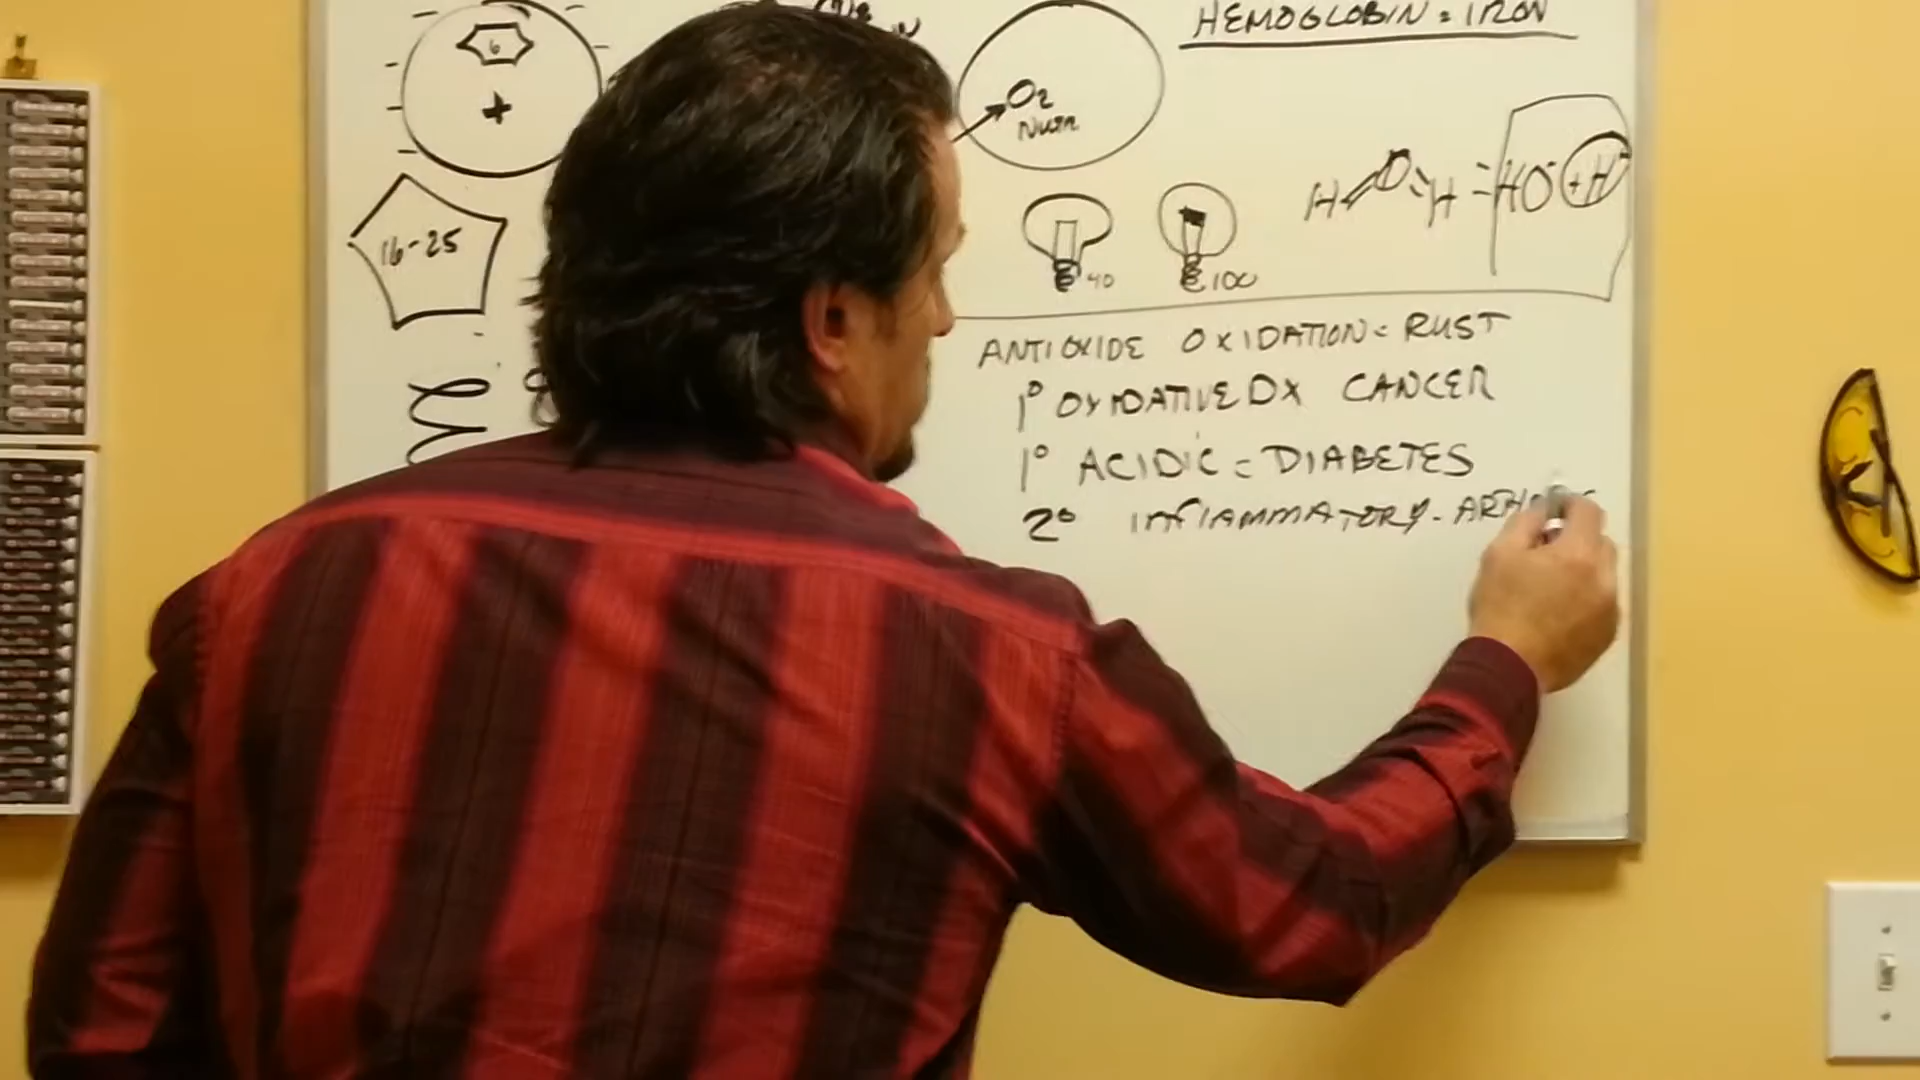 HEMOGLOBIN = IRON
6
+
O2
Nutr
H O H = HO- + H
16-25
40
100
ANTIOXIDE OXIDATION = RUST
1° OXIDATIVE DX CANCER
1° ACIDIC = DIABETES
2° INFLAMMATORY - ARTH